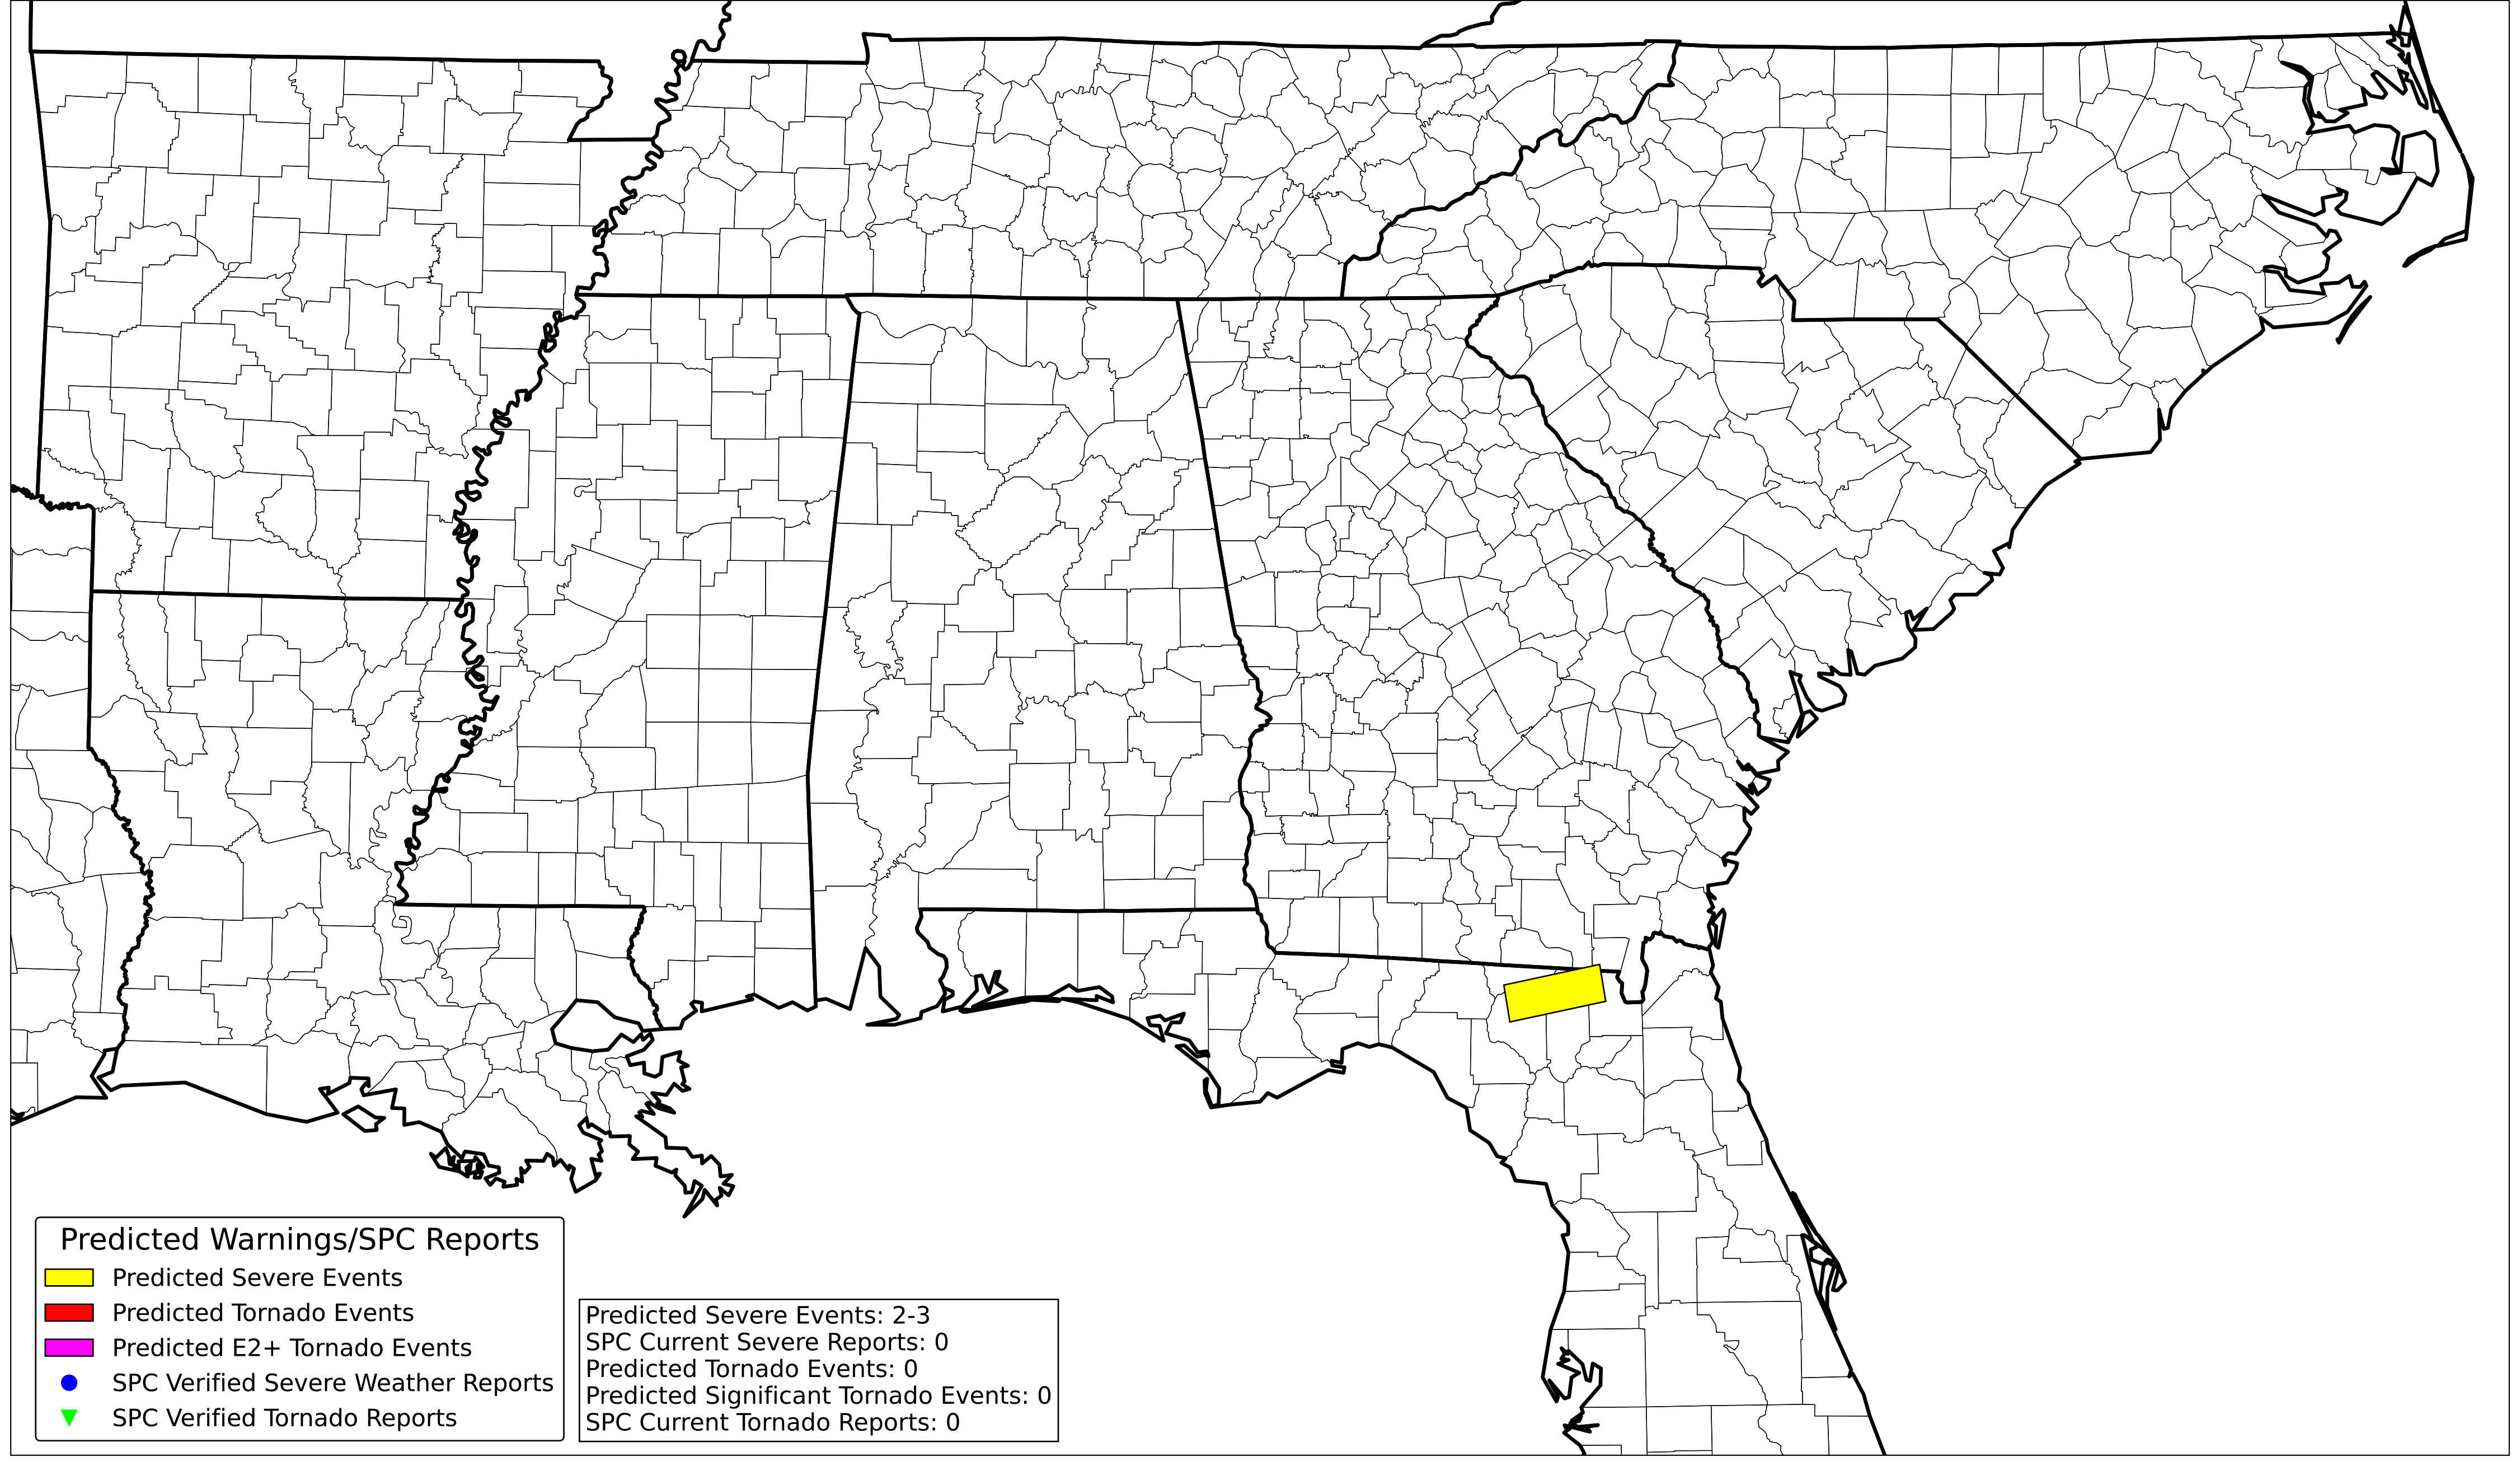 Predicted Warnings/SPC Reports
Predicted Severe Events
Predicted Tornado Events
Predicted E2+ Tornado Events
SPC Verified Severe Weather Reports
SPC Verified Tornado Reports
Predicted Severe Events: 2-3
SPC Current Severe Reports: 0
Predicted Tornado Events: 0
Predicted Significant Tornado Events: 0
SPC Current Tornado Reports: 0